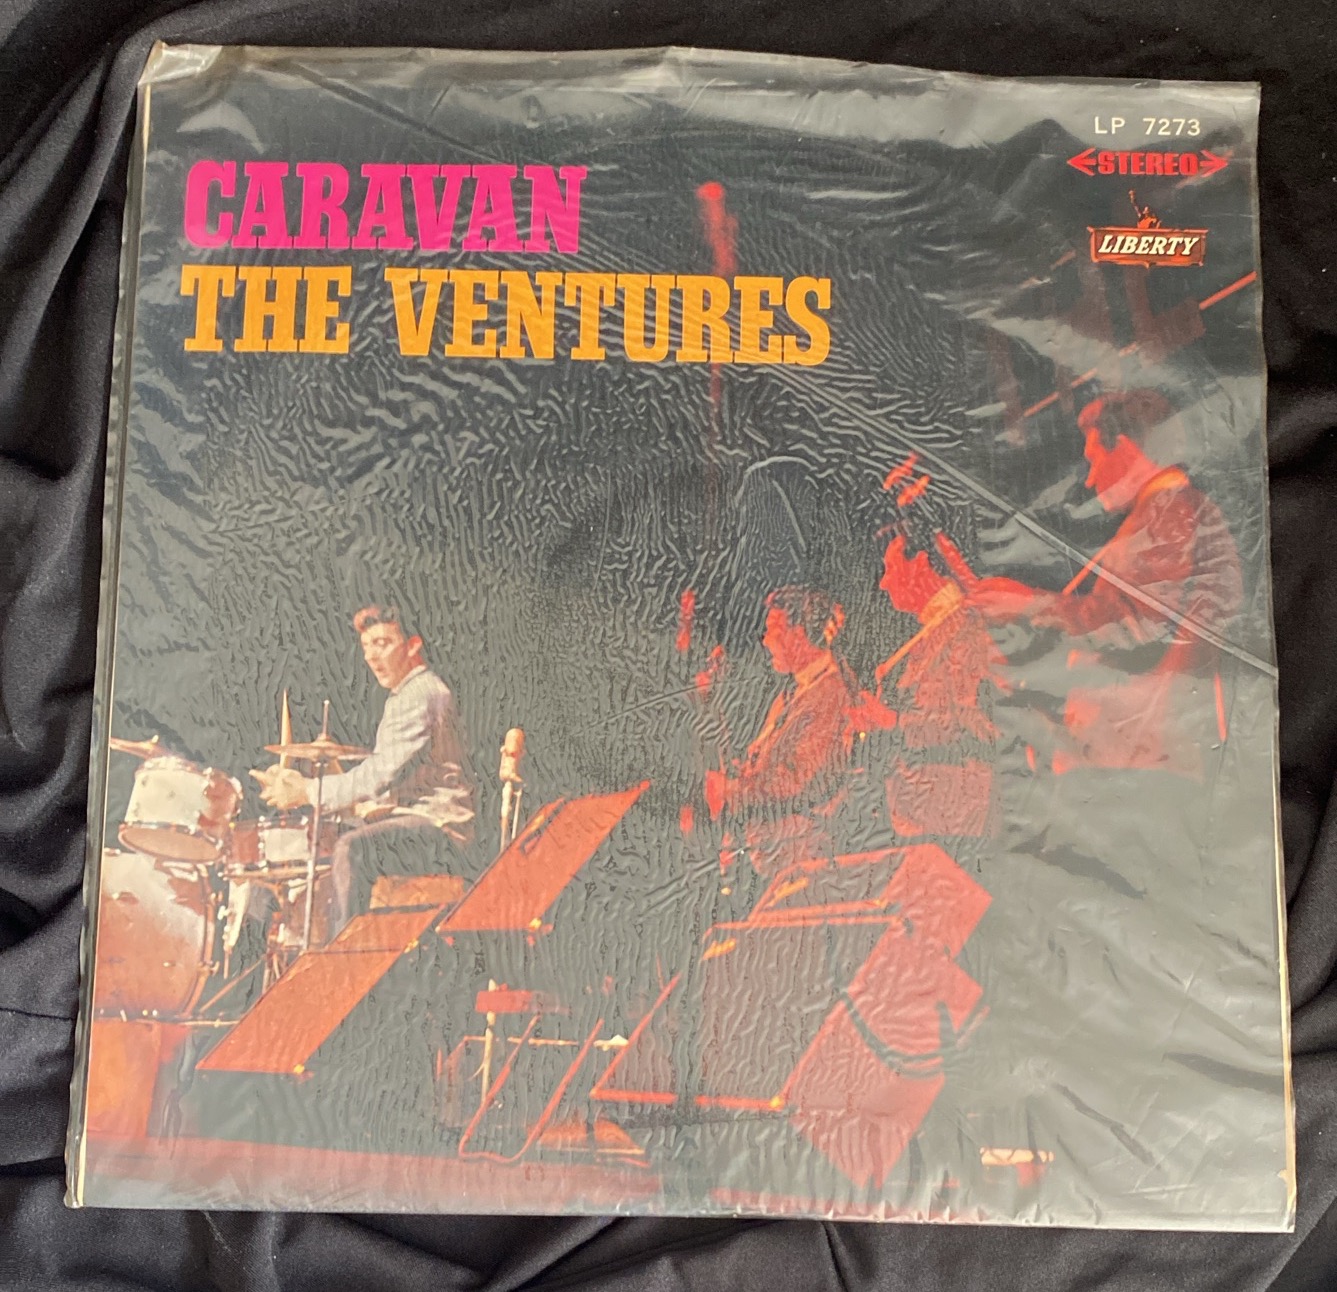 LP 7273
STEREO
LIBERTY
CARAVAN
THE VENTURES